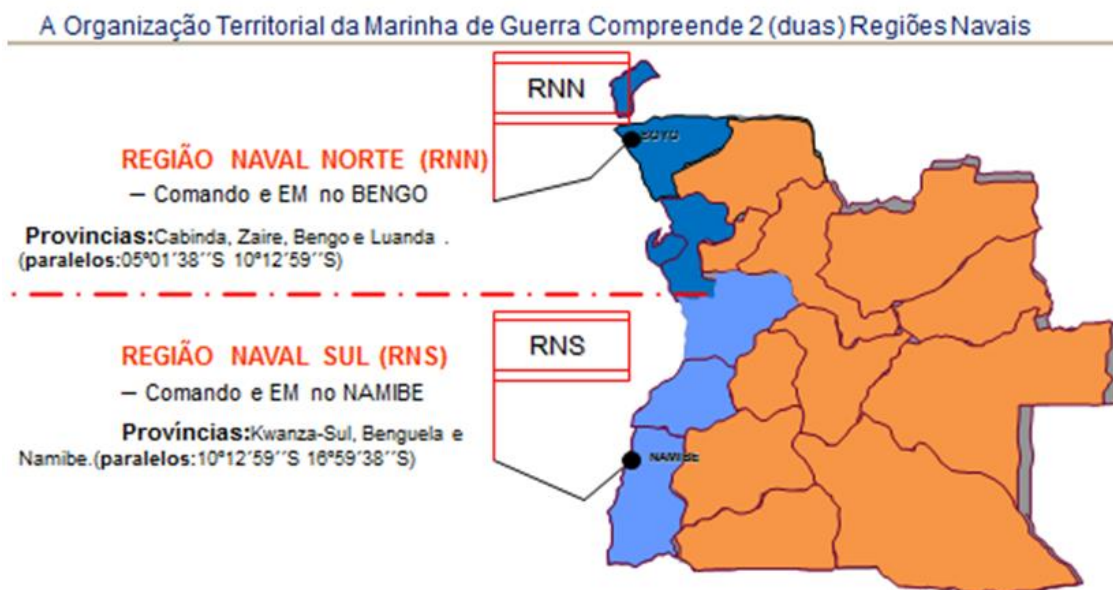 A Organização Territorial da Marinha de Guerra Compreende 2 (duas) Regiões Navais
RNN
REGIÃO NAVAL NORTE (RNN)
– Comando e EM no BENGO
Provincias:Cabinda, Zaire, Bengo e Luanda .
(paralelos:05º01´38´´S 10º12´59´´S)
RNS
REGIÃO NAVAL SUL (RNS)
– Comando e EM no NAMIBE
Províncias:Kwanza-Sul, Benguela e
Namibe.(paralelos:10º12´59´´S 16º59´38´´S)
NAMIBE